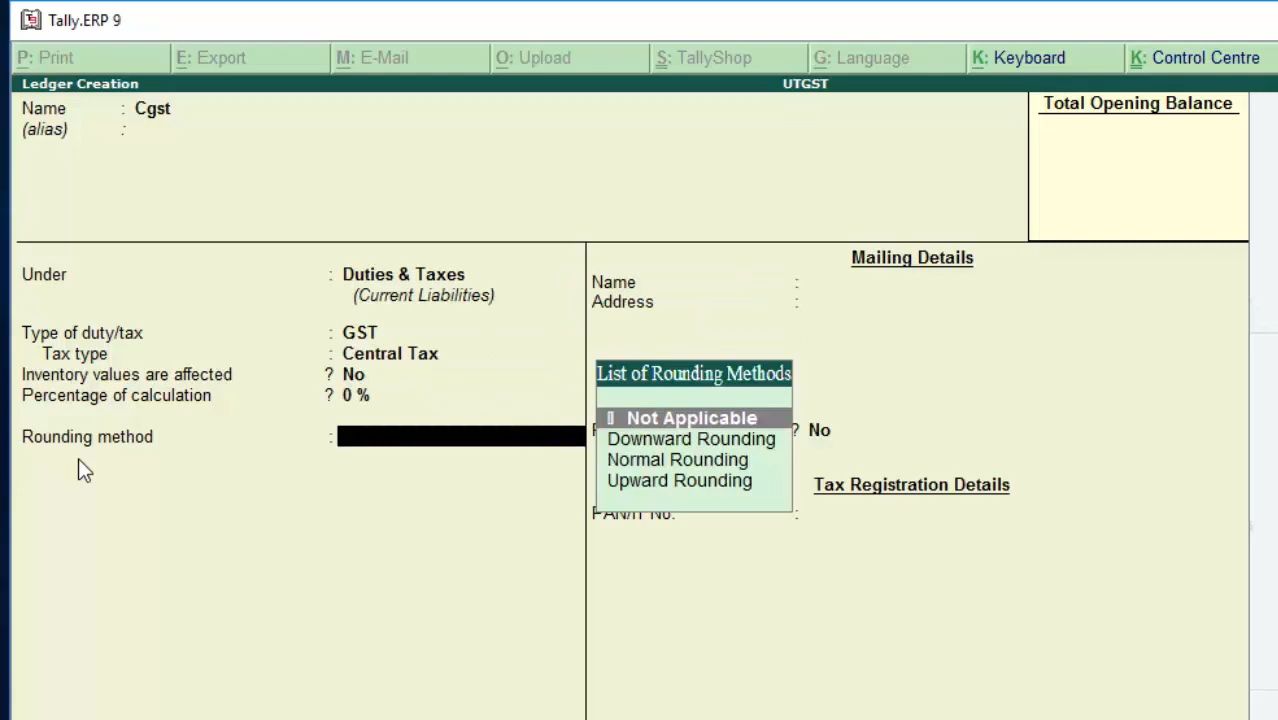 Tally.ERP 9
P: Print E: Export M: E-Mail O: Upload S: TallyShop G: Language K: Keyboard K: Control Centre
Ledger Creation UTGST
Name : Cgst
(alias) :
Total Opening Balance
Under : Duties & Taxes
(Current Liabilities)
Type of duty/tax : GST
Tax type : Central Tax
Inventory values are affected ? No
Percentage of calculation ? 0 %
Rounding method :
Mailing Details
Name :
Address :
List of Rounding Methods
Not Applicable
Downward Rounding
Normal Rounding
Upward Rounding
? No
Tax Registration Details
PAN/IT No. :